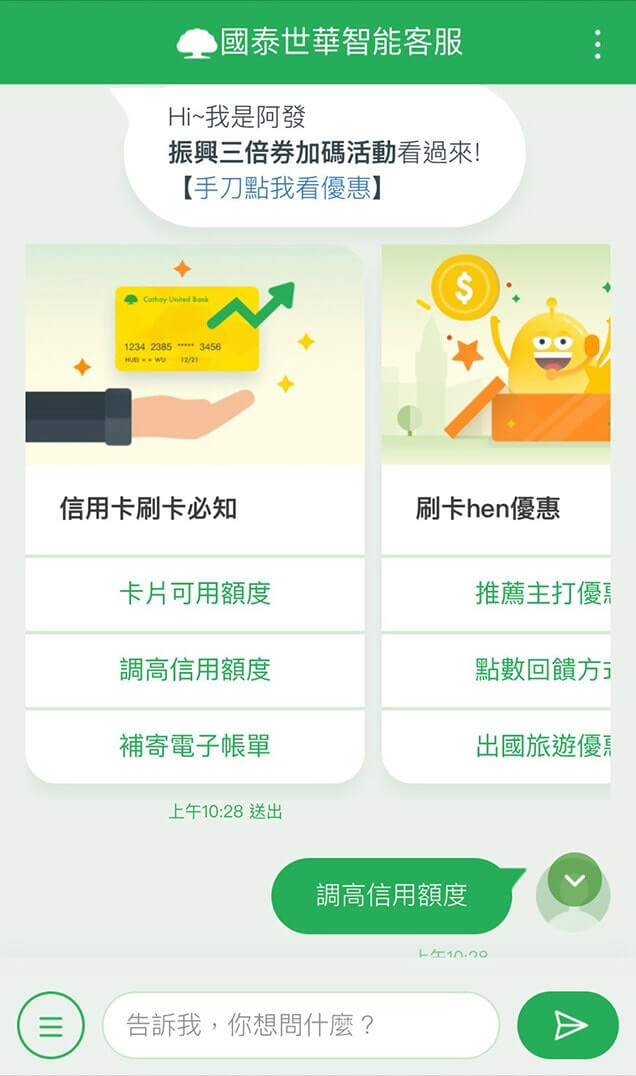 國泰世華智能客服
Hi~我是阿發
振興三倍券加碼活動看過來!
【手刀點我看優惠】
Cathay United Bank
1234 2385 ***** 3456
HUEI * * WU 12/21
$
信用卡刷卡必知
卡片可用額度
調高信用額度
補寄電子帳單
刷卡hen優惠
推薦主打優
點數回饋方
出國旅遊優
上午10:28 送出
調高信用額度
上午10:28
告訴我，你想問什麼？